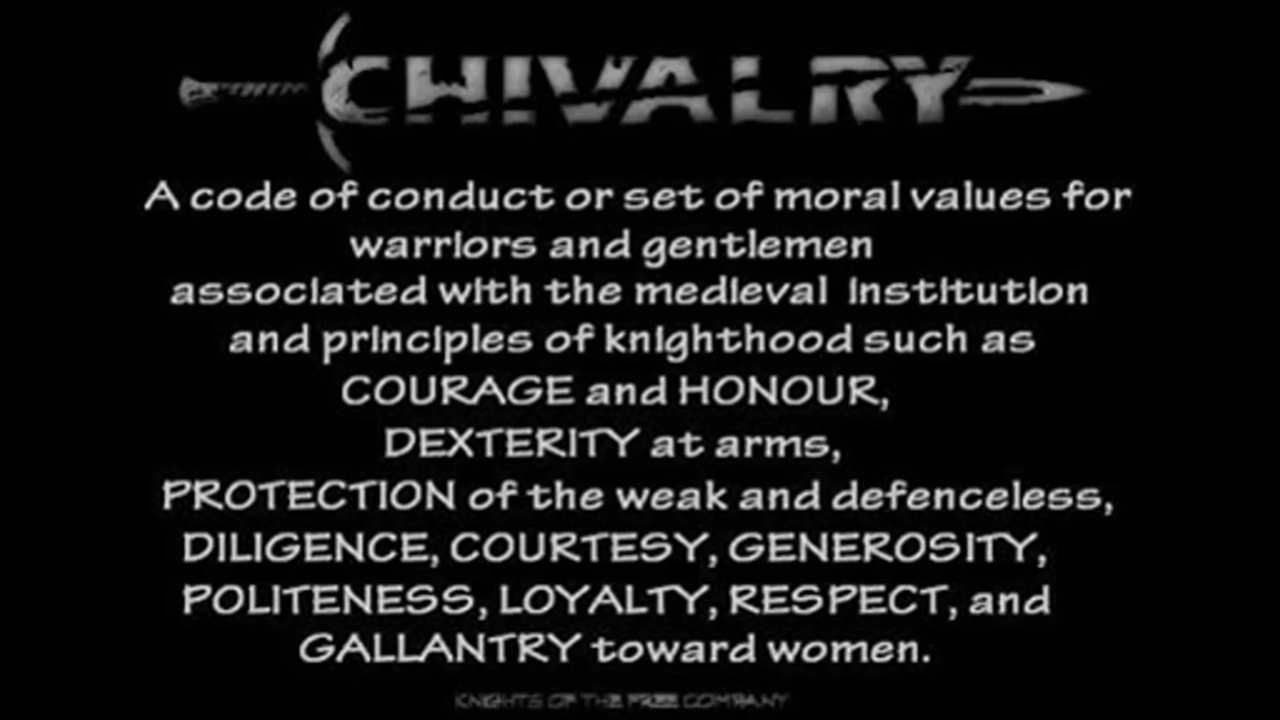 CHIVALRY
A code of conduct or set of moral values for
warriors and gentlemen
associated with the medieval institution
and principles of knighthood such as
COURAGE and HONOUR,
DEXTERITY at arms,
PROTECTION of the weak and defenceless,
DILIGENCE, COURTESY, GENEROSITY,
POLITENESS, LOYALTY, RESPECT, and
GALLANTRY toward women.
KNIGHTS OF THE FREE COMPANY